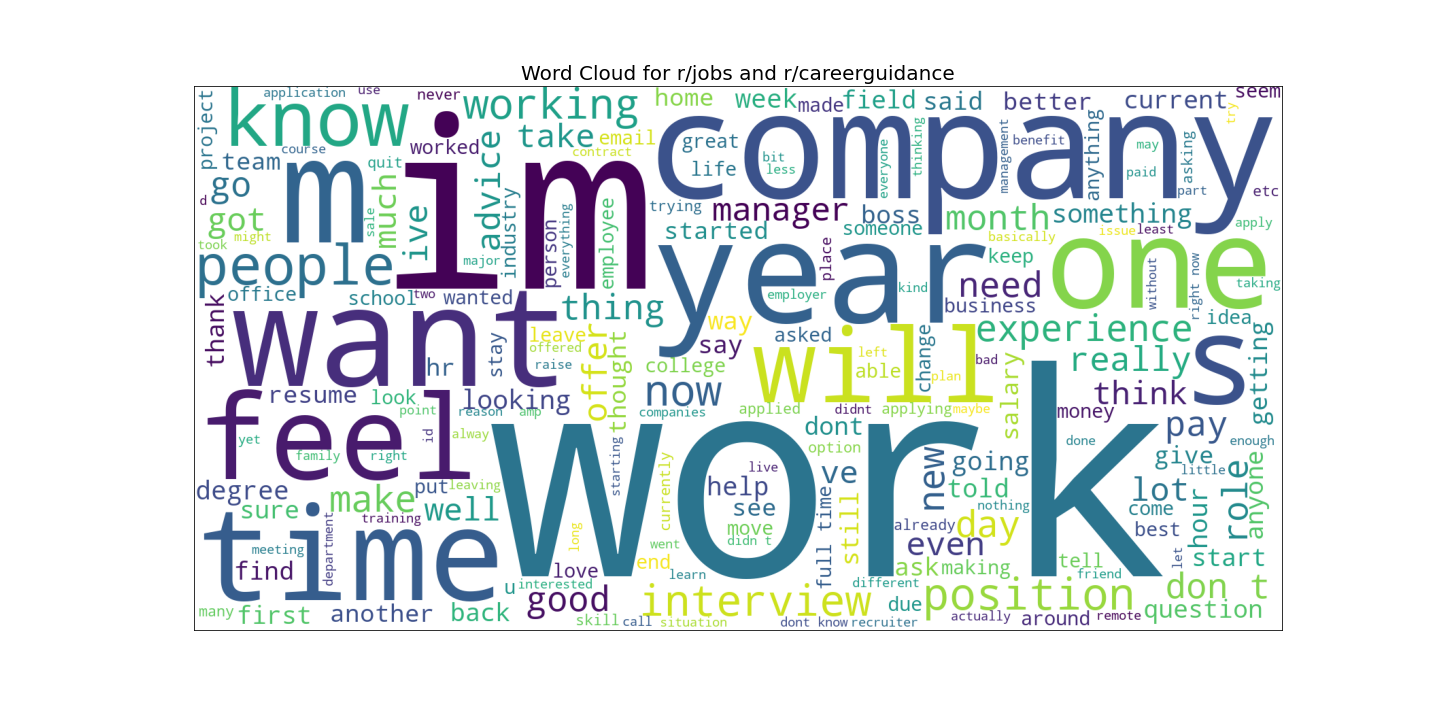 Word Cloud for r/jobs and r/careerguidance
project application use never working home week made field said better current seem
know im company try
course worked take email great life bit less everyone thinking management benefit anything may asking paid part etc
team quit contract advice
go m d sale much ive industry person everything employee trying manager boss month something
got might took started someone basically issue least apply
people major year place keep one without right now taking
office school two wanted thing employer kind need business idea
thank want hr stay leave offered raise offer thought way say asked will left able plan change bad experience really s getting
resume look looking college now think
point reason amp companies applied didnt applying maybe salary money
feel yet family right id alway work dont option done pay enough
starting currently live ve new going give little
degree put leaving help see told lot role anyone
sure make training well move didn t full time still already nothing day come hour best
time meeting department long went even let start
find end love learn ask making tell friend
u interested different don t
many first another back good interview due position question
skill call situation dont know recruiter actually around remote